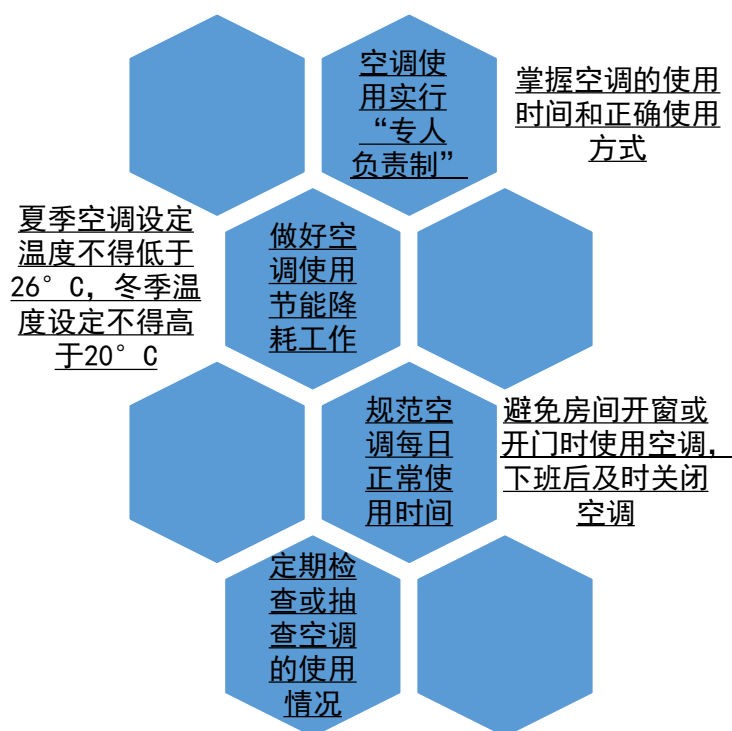 空调使
用实行
“专人
负责制”
掌握空调的使用
时间和正确使用
方式
夏季空调设定
温度不得低于
26°C，冬季温
度设定不得高
于20°C
做好空
调使用
节能降
耗工作
规范空
调每日
正常使
用时间
避免房间开窗或
开门时使用空调，
下班后及时关闭
空调
定期检
查或抽
查空调
的使用
情况